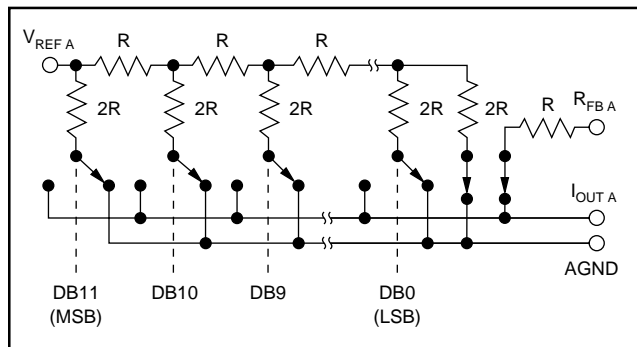 V_REF A
R R R
2R 2R 2R 2R 2R
R R_FB A
I_OUT A
AGND
DB11 DB10 DB9 DB0
(MSB) (LSB)